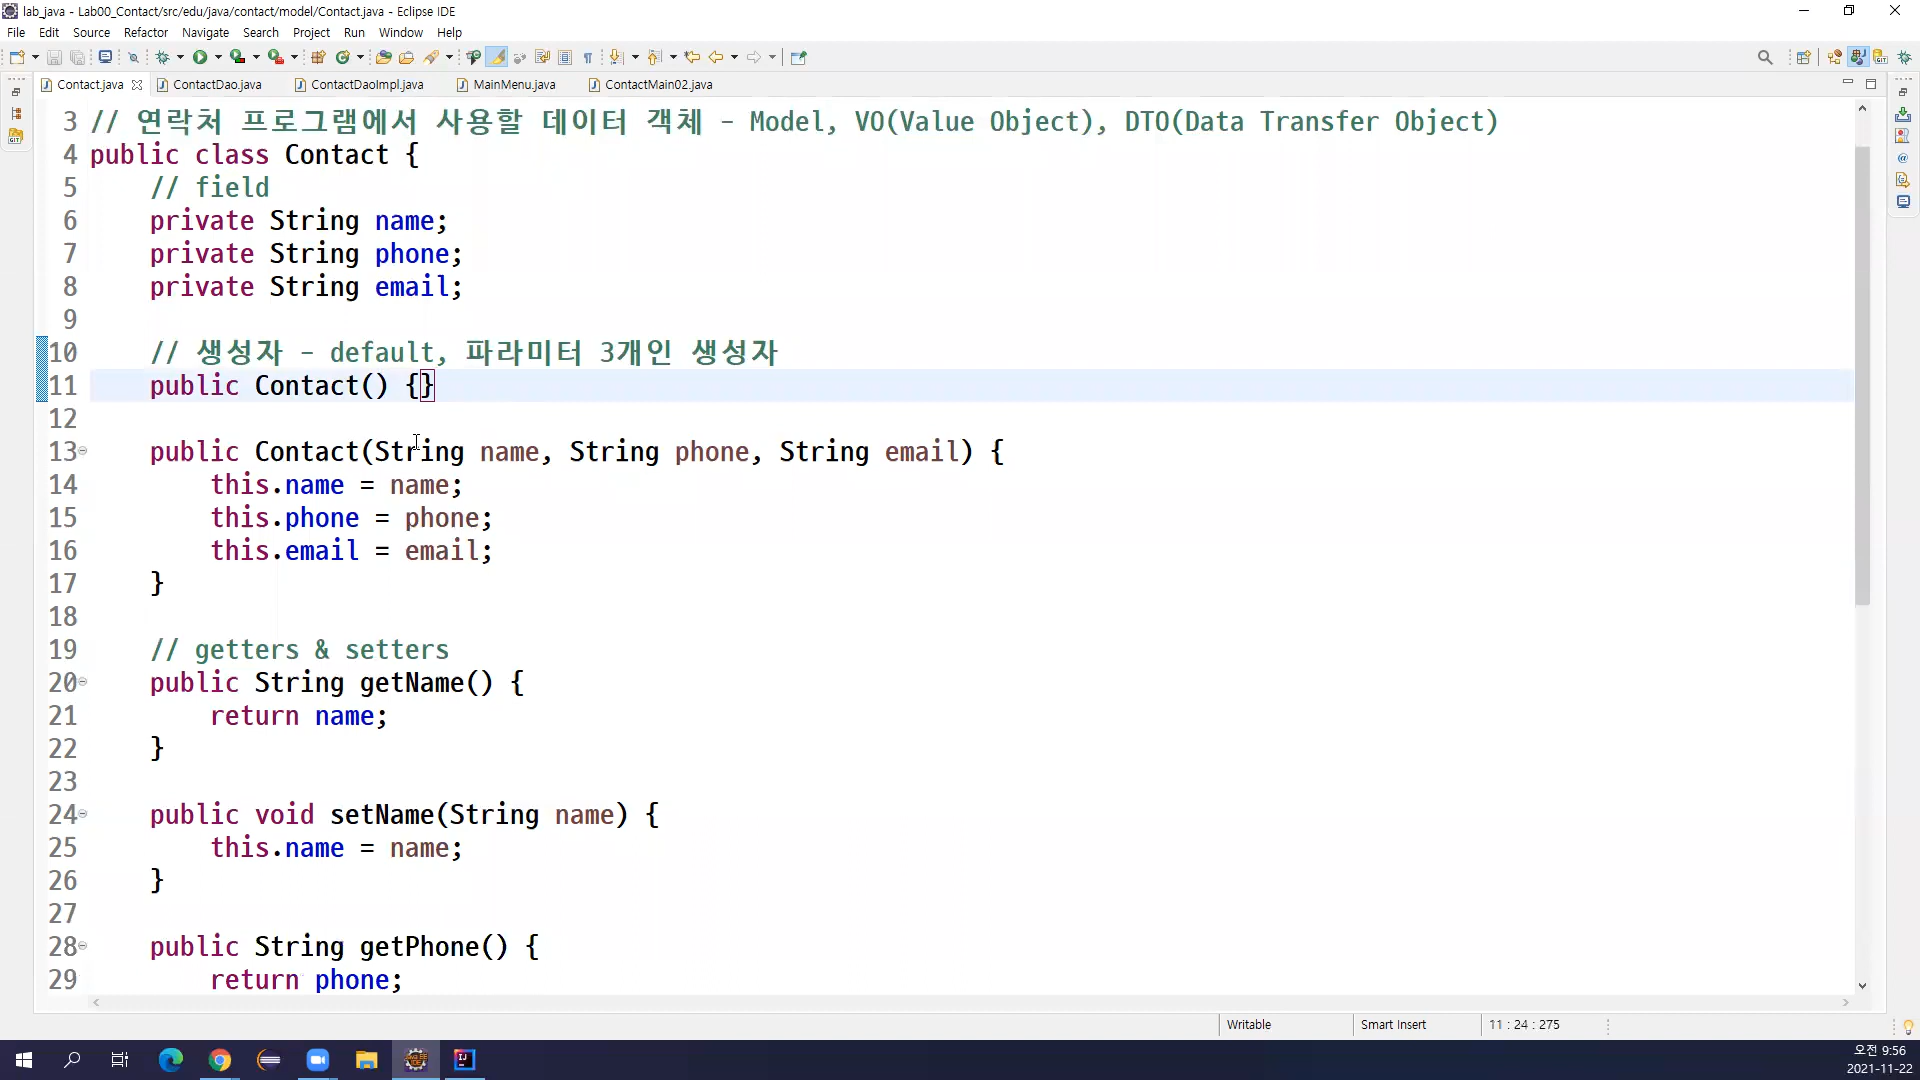 lab_java - Lab00_Contact/src/edu/java/contact/model/Contact.java - Eclipse IDE
File Edit Source Refactor Navigate Search Project Run Window Help
Contact.java ContactDao.java ContactDaoImpl.java MainMenu.java ContactMain02.java
3 // 연락처 프로그램에서 사용할 데이터 객체 - Model, VO(Value Object), DTO(Data Transfer Object)
4 public class Contact {
5 // field
6 private String name;
7 private String phone;
8 private String email;
9
10 // 생성자 - default, 파라미터 3개인 생성자
11 public Contact() {}
12
13 public Contact(String name, String phone, String email) {
14 this.name = name;
15 this.phone = phone;
16 this.email = email;
17 }
18
19 // getters & setters
20 public String getName() {
21 return name;
22 }
23
24 public void setName(String name) {
25 this.name = name;
26 }
27
28 public String getPhone() {
29 return phone;
Writable Smart Insert 11 : 24 : 275
오전 9:56
2021-11-22